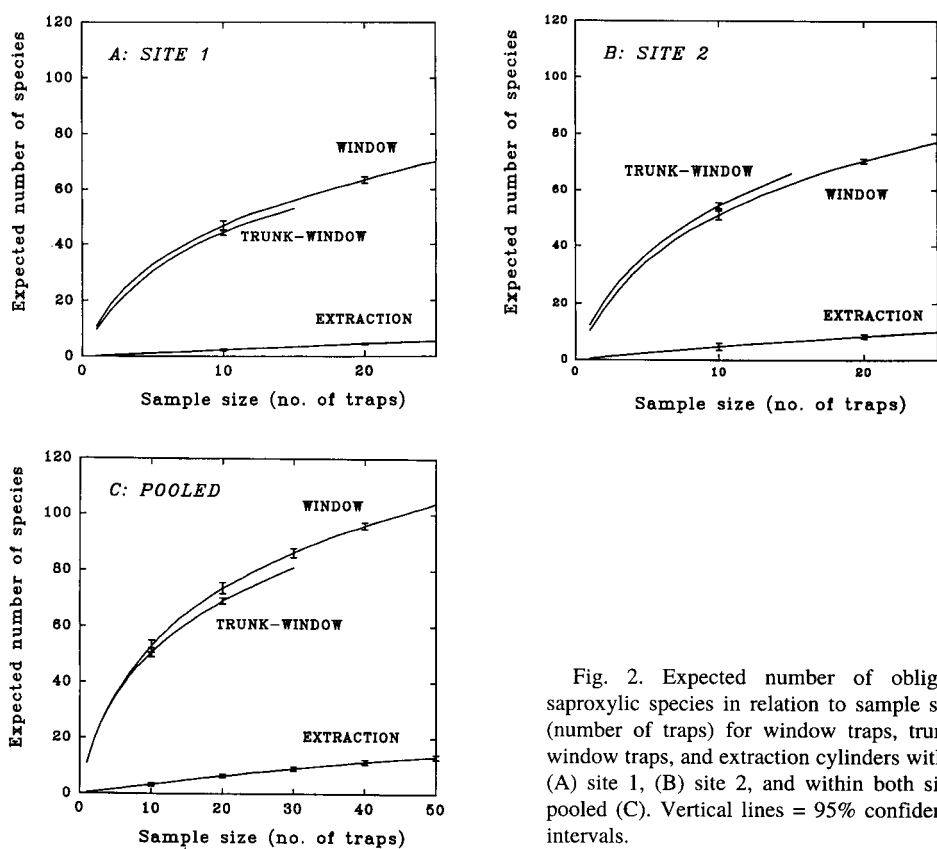 120
100
80
60
40
20
0
Expected number of species
A: SITE 1
WINDOW
TRUNK-WINDOW
EXTRACTION
0 10 20
Sample size (no. of traps)
120
100
80
60
40
20
0
Expected number of species
B: SITE 2
TRUNK-WINDOW
WINDOW
EXTRACTION
0 10 20
Sample size (no. of traps)
120
100
80
60
40
20
0
Expected number of species
C: POOLED
WINDOW
TRUNK-WINDOW
EXTRACTION
0 10 20 30 40 50
Sample size (no. of traps)
Fig. 2. Expected number of oblig
saproxylic species in relation to sample s
(number of traps) for window traps, trun
window traps, and extraction cylinders with
(A) site 1, (B) site 2, and within both si
pooled (C). Vertical lines = 95% confiden
intervals.